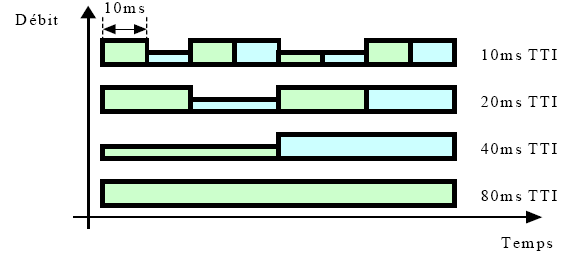 10ms
Débit
10ms TTI
20ms TTI
40ms TTI
80ms TTI
Temps